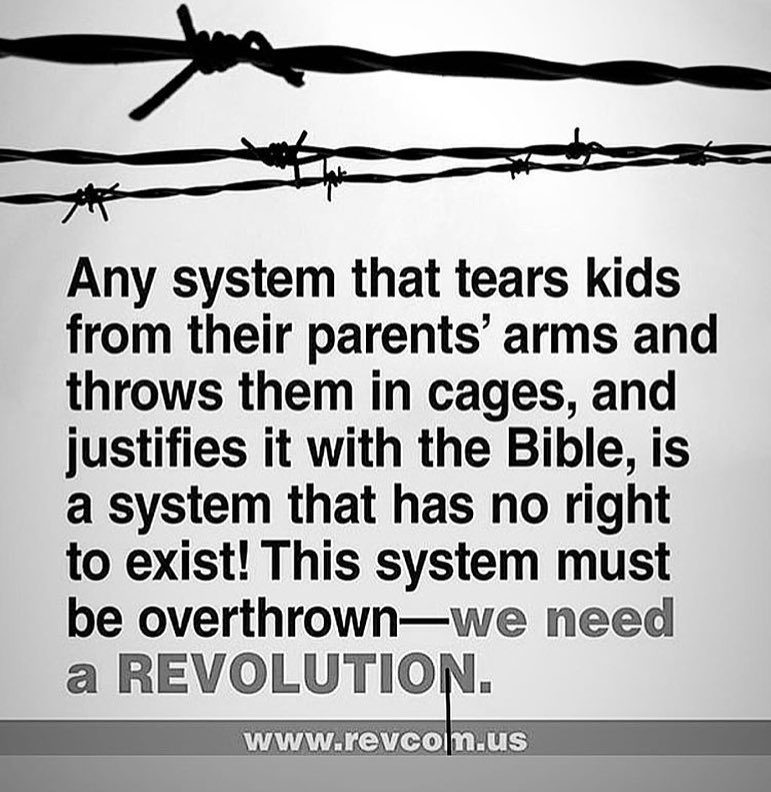 Any system that tears kids
from their parents’ arms and
throws them in cages, and
justifies it with the Bible, is
a system that has no right
to exist! This system must
be overthrown—we need
a REVOLUTION.
www.revcom.us